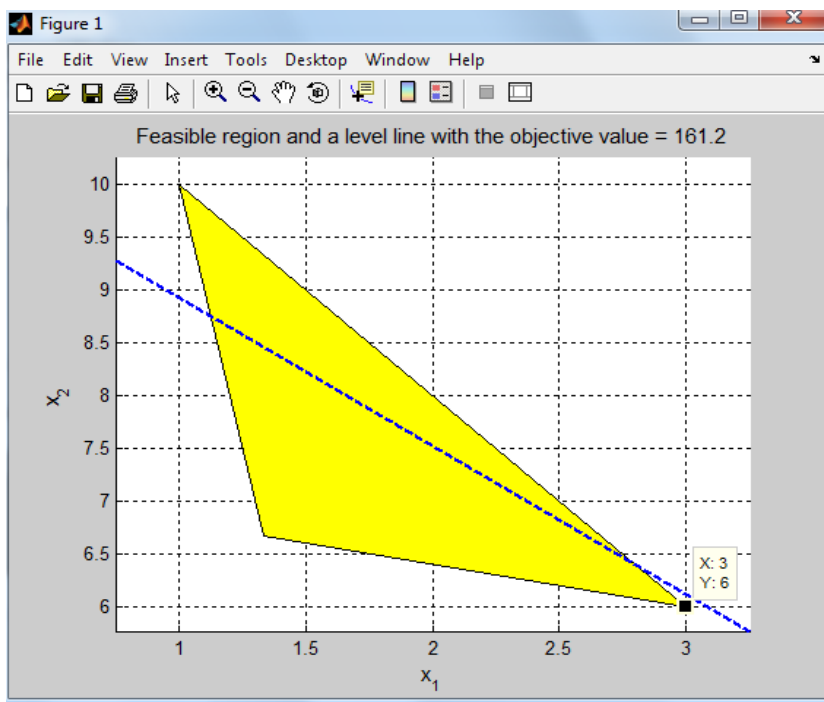 Figure 1
File Edit View Insert Tools Desktop Window Help
Feasible region and a level line with the objective value = 161.2
10
9.5
9
8.5
8
7.5
7
6.5
6
x2
X: 3
Y: 6
1 1.5 2 2.5 3
x1